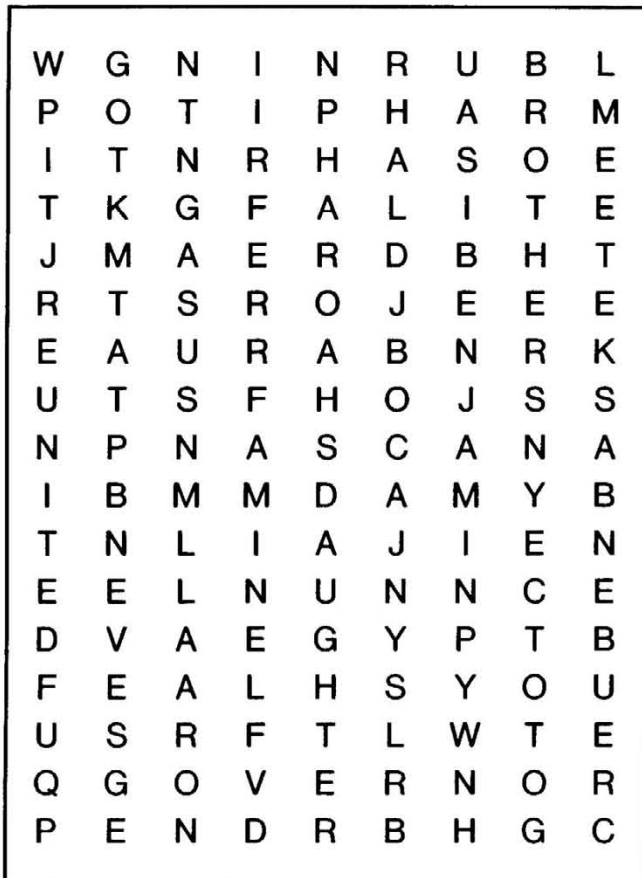 W G N I N R U B L
P O T I P H A R M
I T N R H A S O E
T K G F A L I T E
J M A E R D B H T
R T S R O J E E E
E A U R A B N R K
U T S F H O J S S
N P N A S C A N A
I B M M D A M Y B
T N L I A J I E N
E E L N U N N C E
D V A E G Y P T B
F E A L H S Y O U
U S R F T L W T E
Q G O V E R N O R
P E N D R B H G C